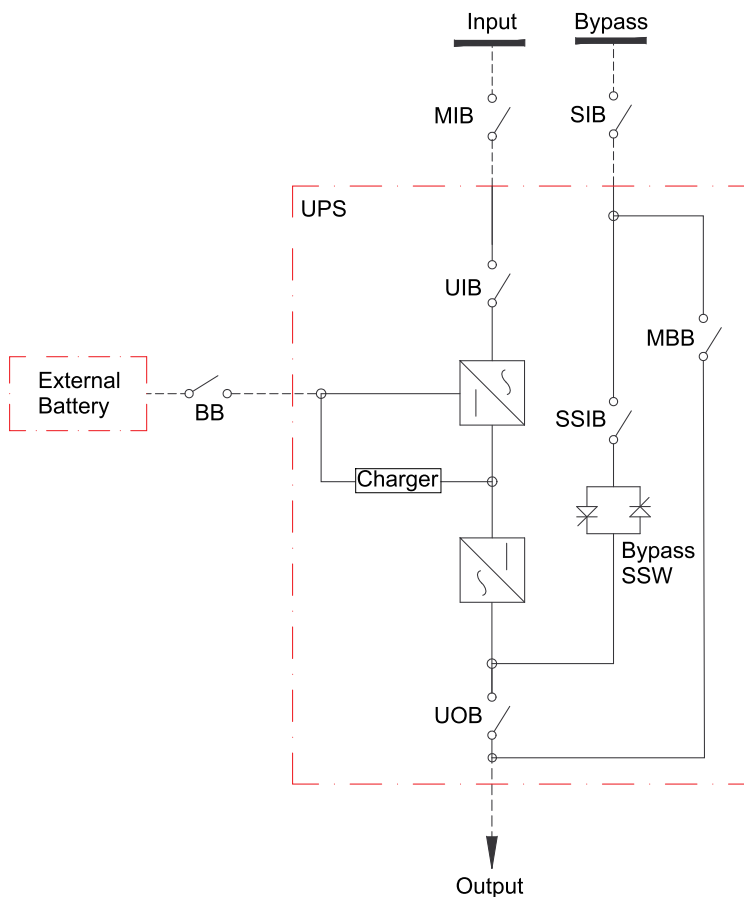 Input
Bypass
MIB
SIB
UPS
UIB
MBB
External
Battery
BB
SSIB
Charger
Bypass
SSW
UOB
Output